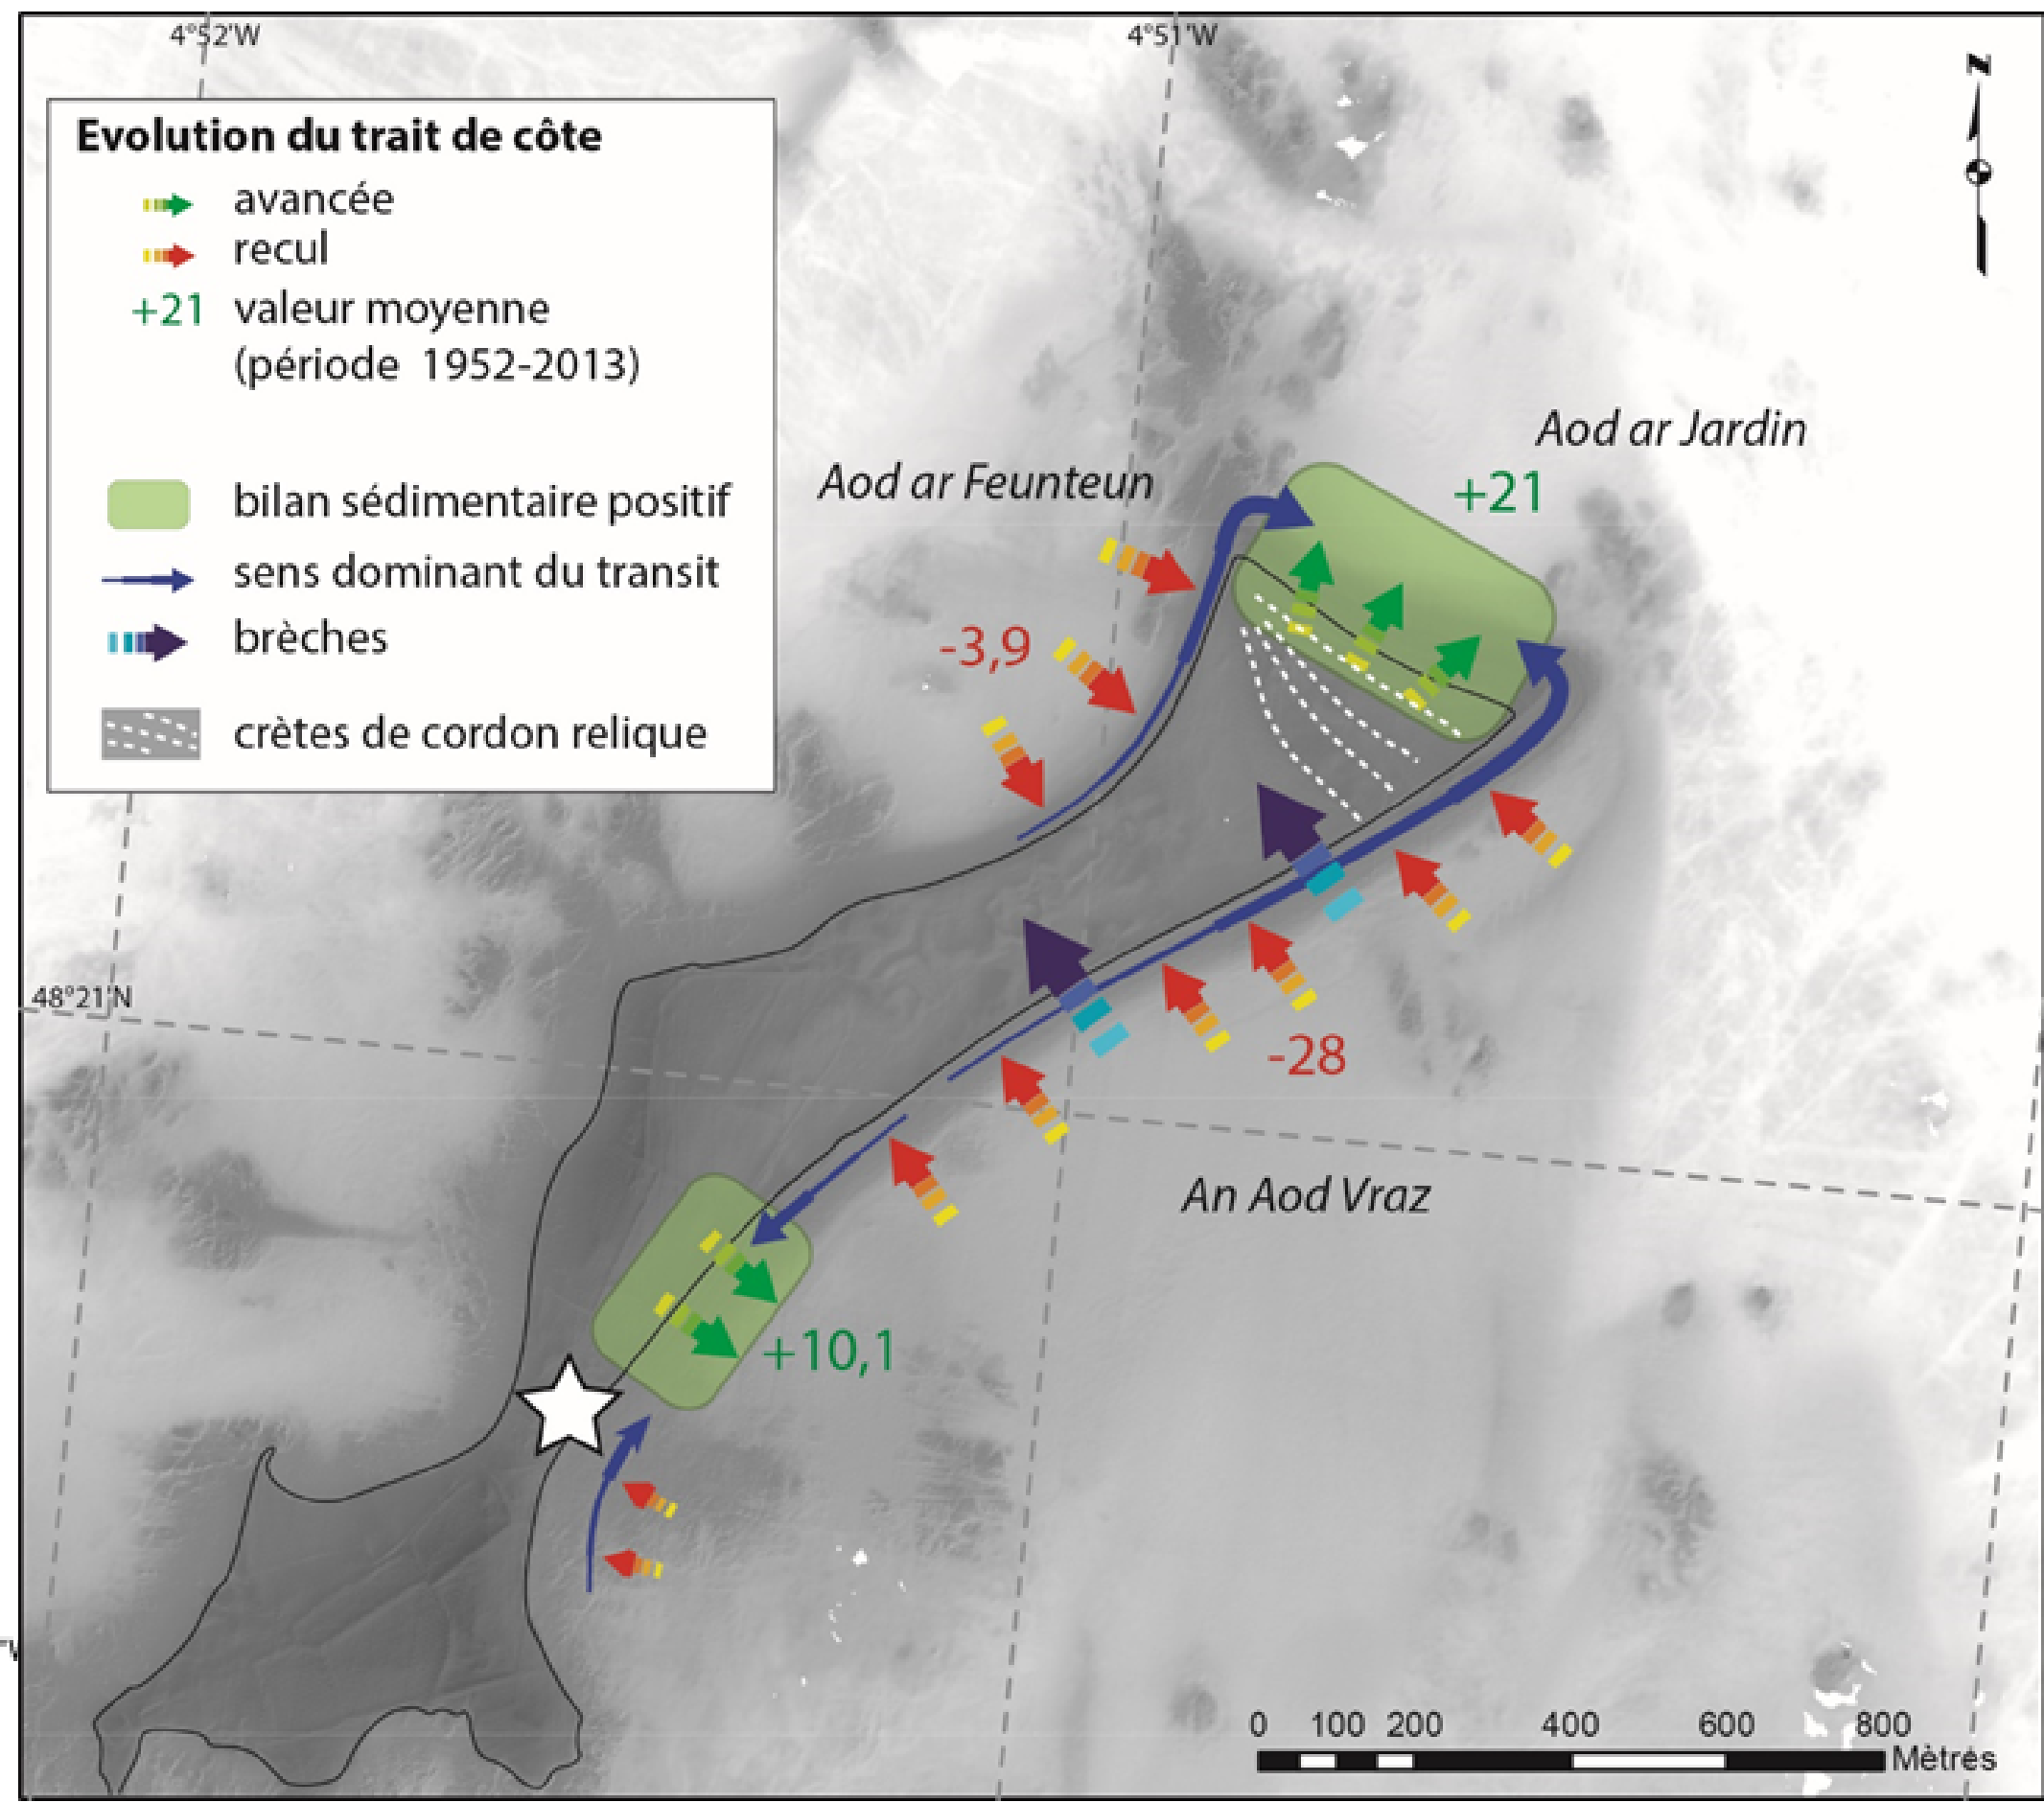 4°52'W
4°51'W
N
Evolution du trait de côte
avancée
recul
+21 valeur moyenne
(période 1952-2013)
bilan sédimentaire positif
sens dominant du transit
brèches
crètes de cordon relique
Aod ar Jardin
+21
Aod ar Feunteun
-3,9
48°21'N
-28
An Aod Vraz
+10,1
0 100 200 400 600 800
Mètres